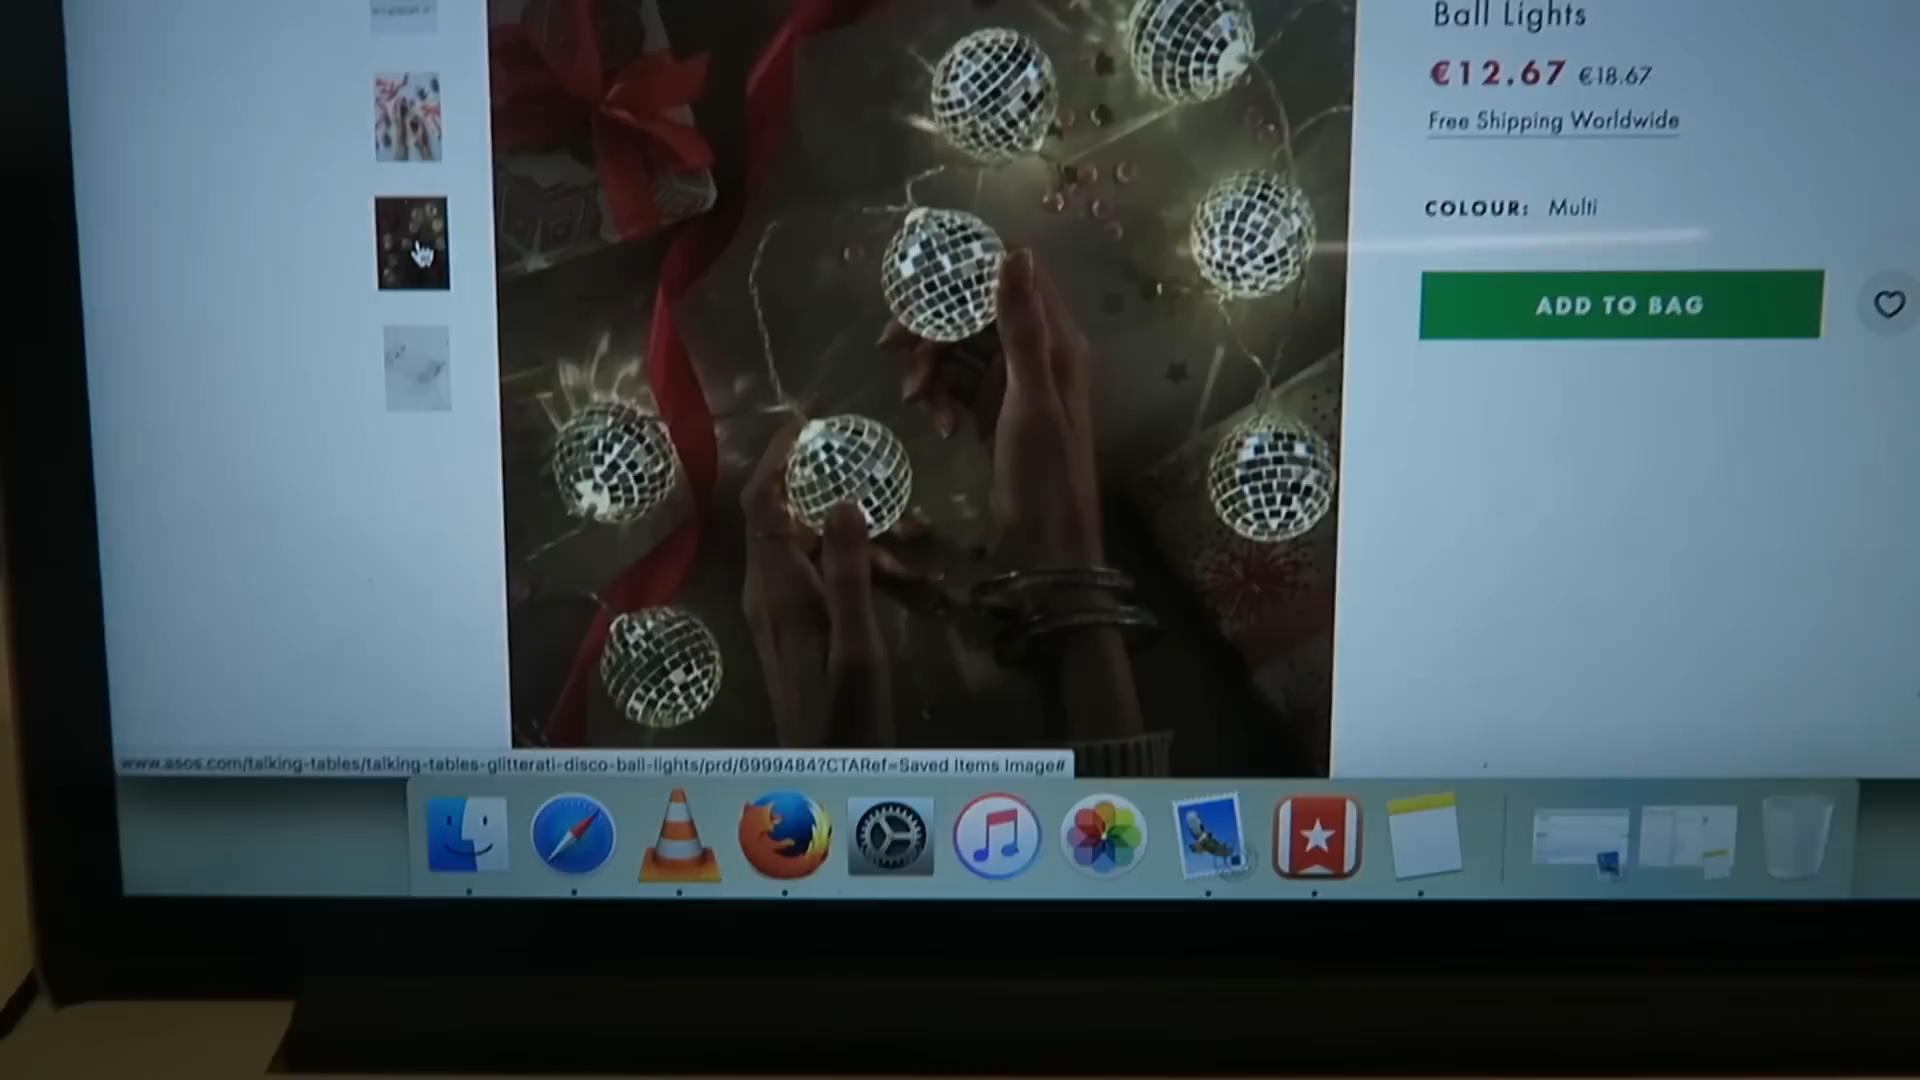 Ball Lights
€12.67 €18.67
Free Shipping Worldwide
COLOUR: Multi
ADD TO BAG
www.asos.com/talking-tables/talking-tables-glitterati-disco-ball-lights/prd/6999484?CTARef=Saved Items Image#